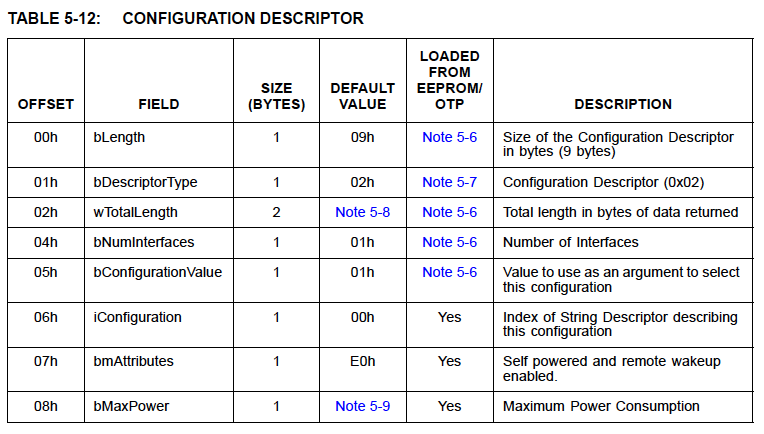 TABLE 5-12: CONFIGURATION DESCRIPTOR
OFFSET FIELD SIZE (BYTES) DEFAULT VALUE LOADED FROM EEPROM/ OTP DESCRIPTION
00h bLength 1 09h Note 5-6 Size of the Configuration Descriptor
in bytes (9 bytes)
01h bDescriptorType 1 02h Note 5-7 Configuration Descriptor (0x02)
02h wTotalLength 2 Note 5-8 Note 5-6 Total length in bytes of data returned
04h bNumInterfaces 1 01h Note 5-6 Number of Interfaces
05h bConfigurationValue 1 01h Note 5-6 Value to use as an argument to select
this configuration
06h iConfiguration 1 00h Yes Index of String Descriptor describing
this configuration
07h bmAttributes 1 E0h Yes Self powered and remote wakeup
enabled.
08h bMaxPower 1 Note 5-9 Yes Maximum Power Consumption